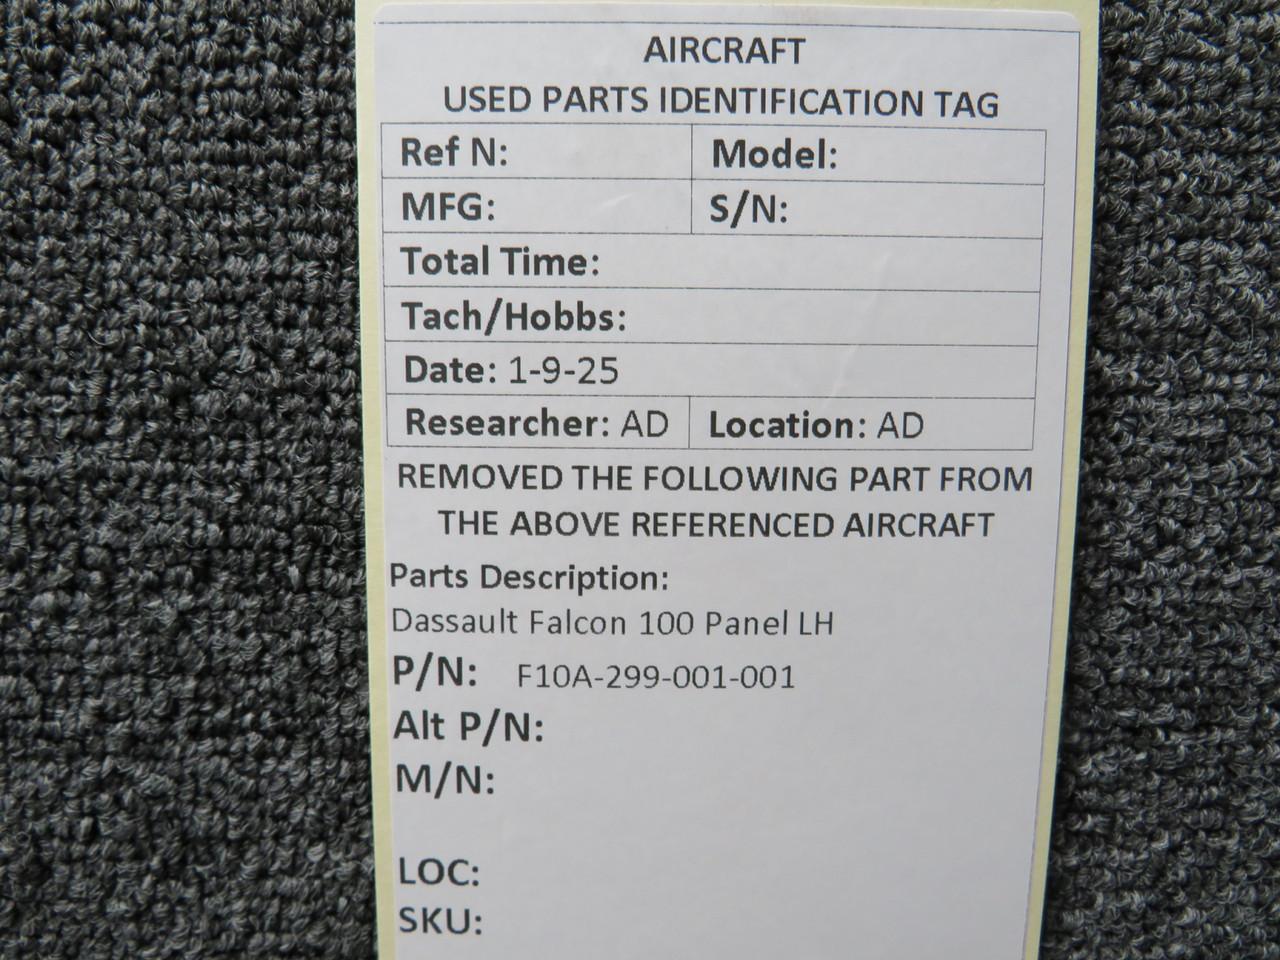 AIRCRAFT
USED PARTS IDENTIFICATION TAG
Ref N: Model:
MFG: S/N:
Total Time:
Tach/Hobbs:
Date: 1-9-25
Researcher: AD Location: AD
REMOVED THE FOLLOWING PART FROM
THE ABOVE REFERENCED AIRCRAFT
Parts Description:
Dassault Falcon 100 Panel LH
P/N: F10A-299-001-001
Alt P/N:
M/N:
LOC:
SKU: